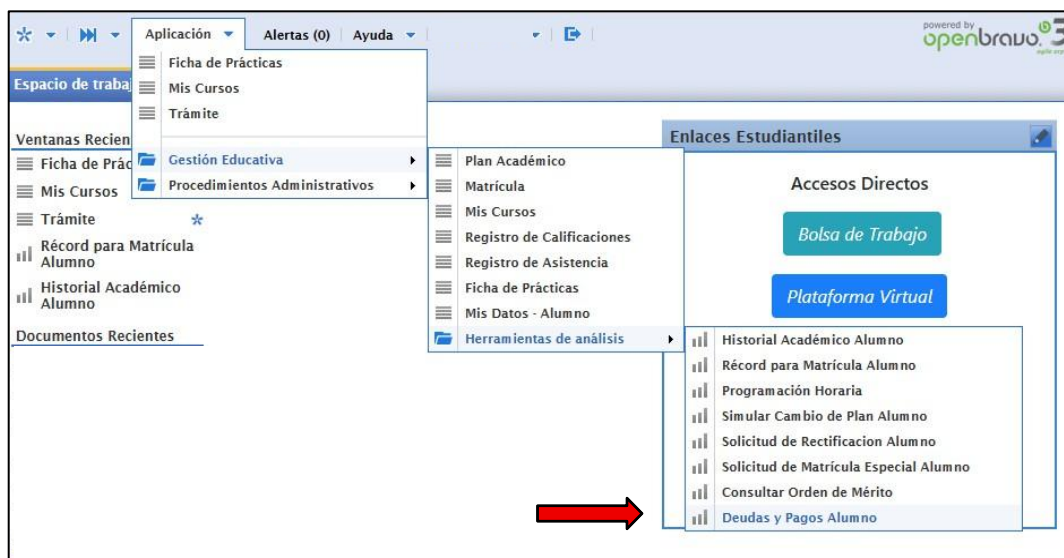 Aplicación
Alertas (0)
Ayuda
powered by
openbravo
3
Espacio de trabaj
Ficha de Prácticas
Mis Cursos
Trámite
Gestión Educativa
Procedimientos Administrativos
Ventanas Recien
Ficha de Prác
Mis Cursos
Trámite
Récord para Matrícula
Alumno
Historial Académico
Alumno
Documentos Recientes
Plan Académico
Matrícula
Mis Cursos
Registro de Calificaciones
Registro de Asistencia
Ficha de Prácticas
Mis Datos - Alumno
Herramientas de análisis
Enlaces Estudiantiles
Accesos Directos
Bolsa de Trabajo
Plataforma Virtual
Historial Académico Alumno
Récord para Matrícula Alumno
Programación Horaria
Simular Cambio de Plan Alumno
Solicitud de Rectificacion Alumno
Solicitud de Matrícula Especial Alumno
Consultar Orden de Mérito
Deudas y Pagos Alumno